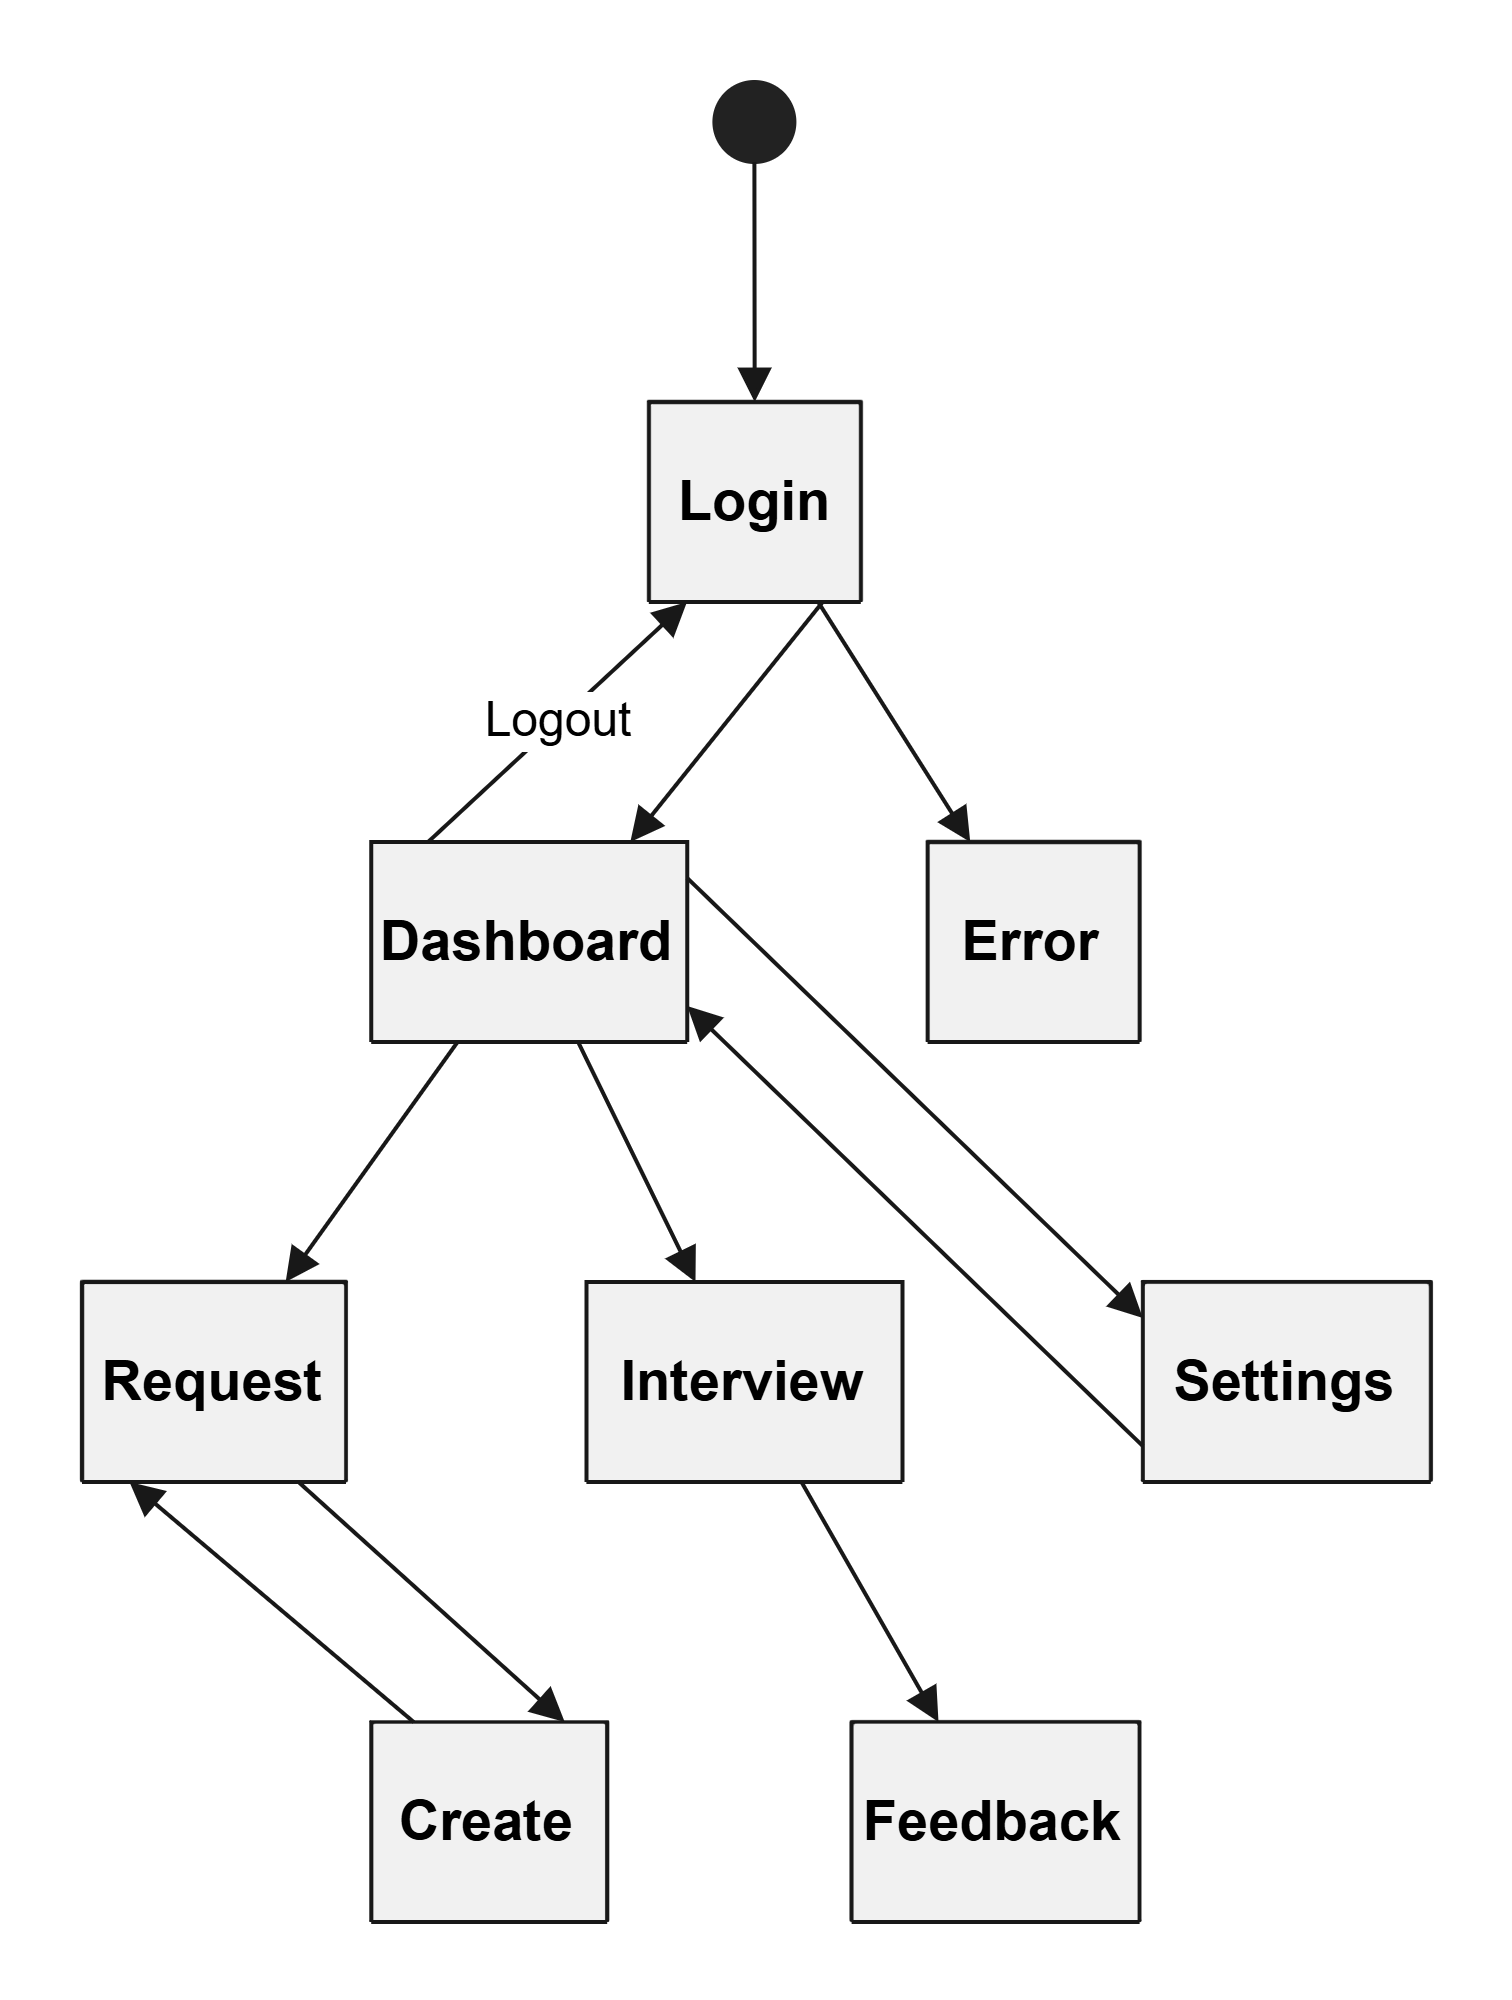 Login
Logout
Dashboard
Error
Request
Interview
Settings
Create
Feedback